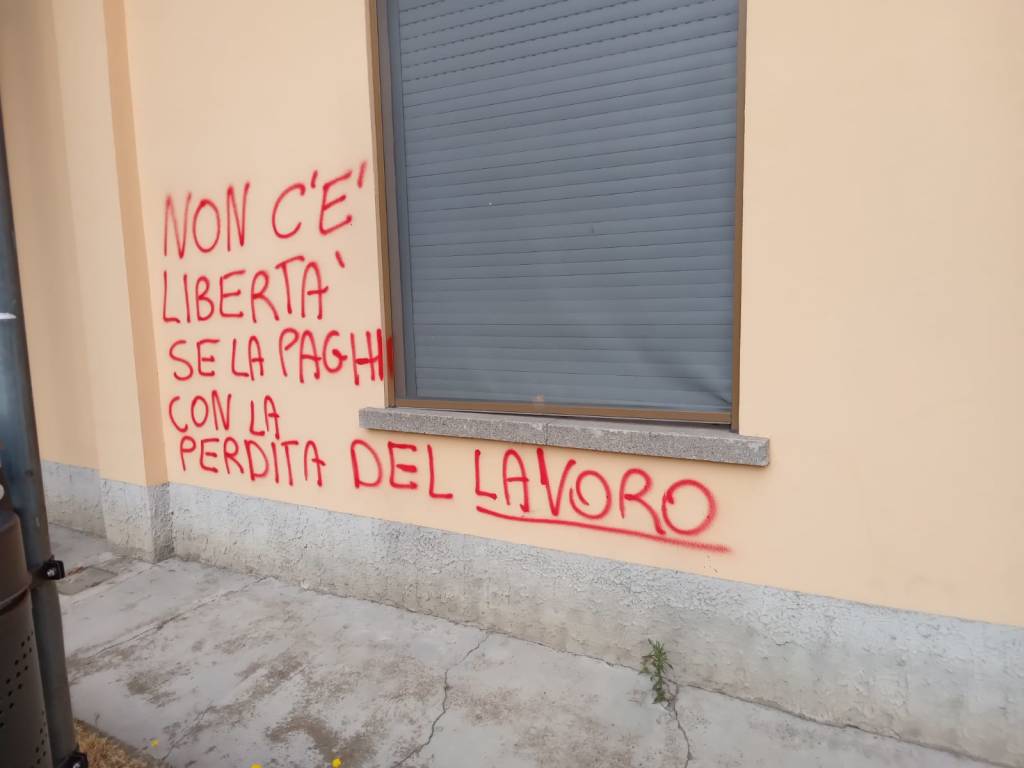 NON C'E'
LIBERTA'
SE LA PAGHI
CON LA
PERDITA DEL LAVORO